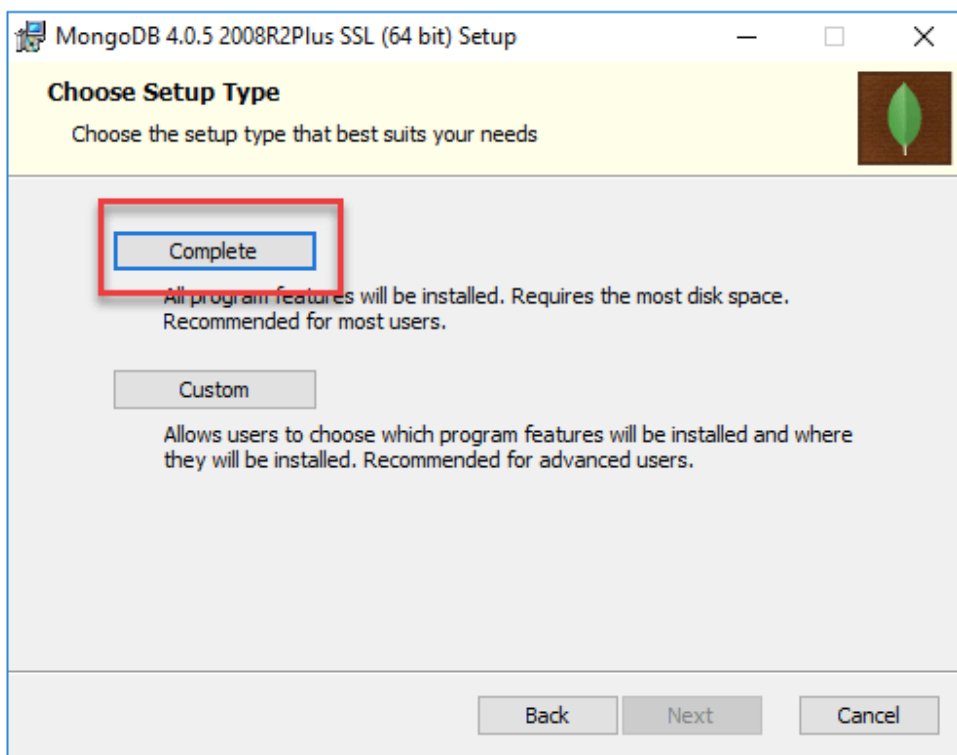 MongoDB 4.0.5 2008R2Plus SSL (64 bit) Setup
Choose Setup Type
Choose the setup type that best suits your needs
Complete
All program features will be installed. Requires the most disk space.
Recommended for most users.
Custom
Allows users to choose which program features will be installed and where
they will be installed. Recommended for advanced users.
Back Next Cancel